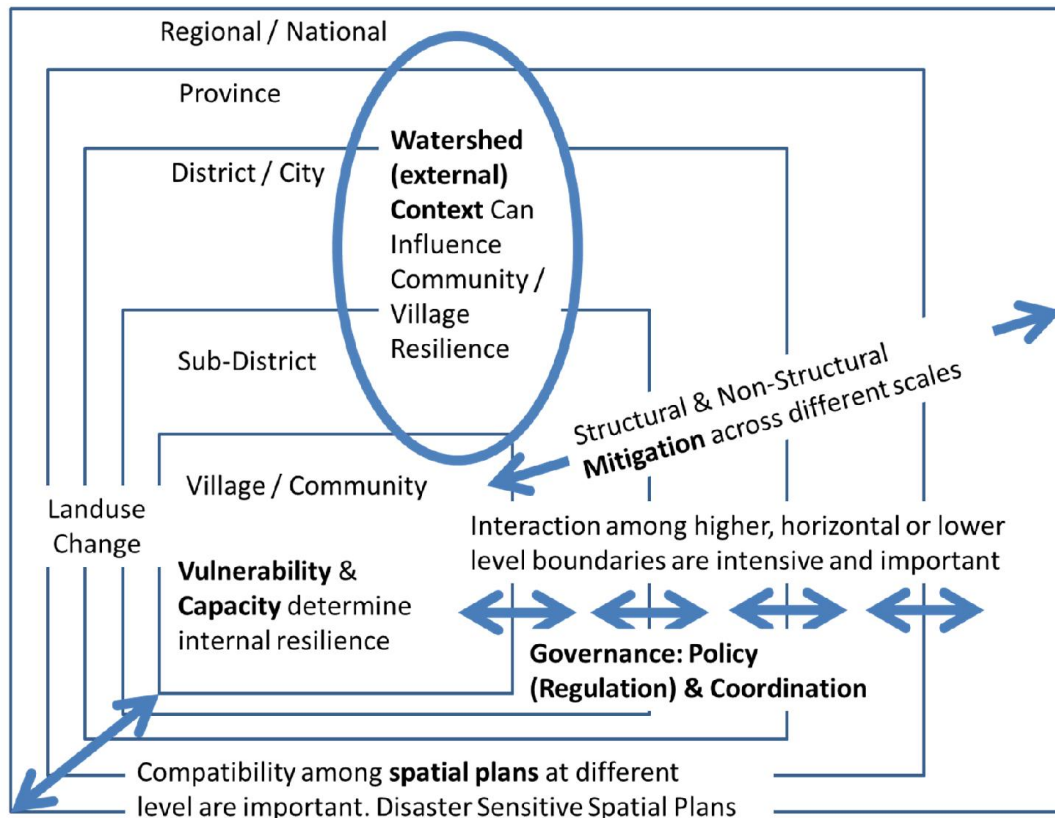 Regional / National
Province
District / City
Watershed
(external)
Context Can
Influence
Community /
Village
Resilience
Sub-District
Structural & Non-Structural
Mitigation across different scales
Village / Community
Landuse
Change
Interaction among higher, horizontal or lower
level boundaries are intensive and important
Vulnerability &
Capacity determine
internal resilience
Governance: Policy
(Regulation) & Coordination
Compatibility among spatial plans at different
level are important. Disaster Sensitive Spatial Plans